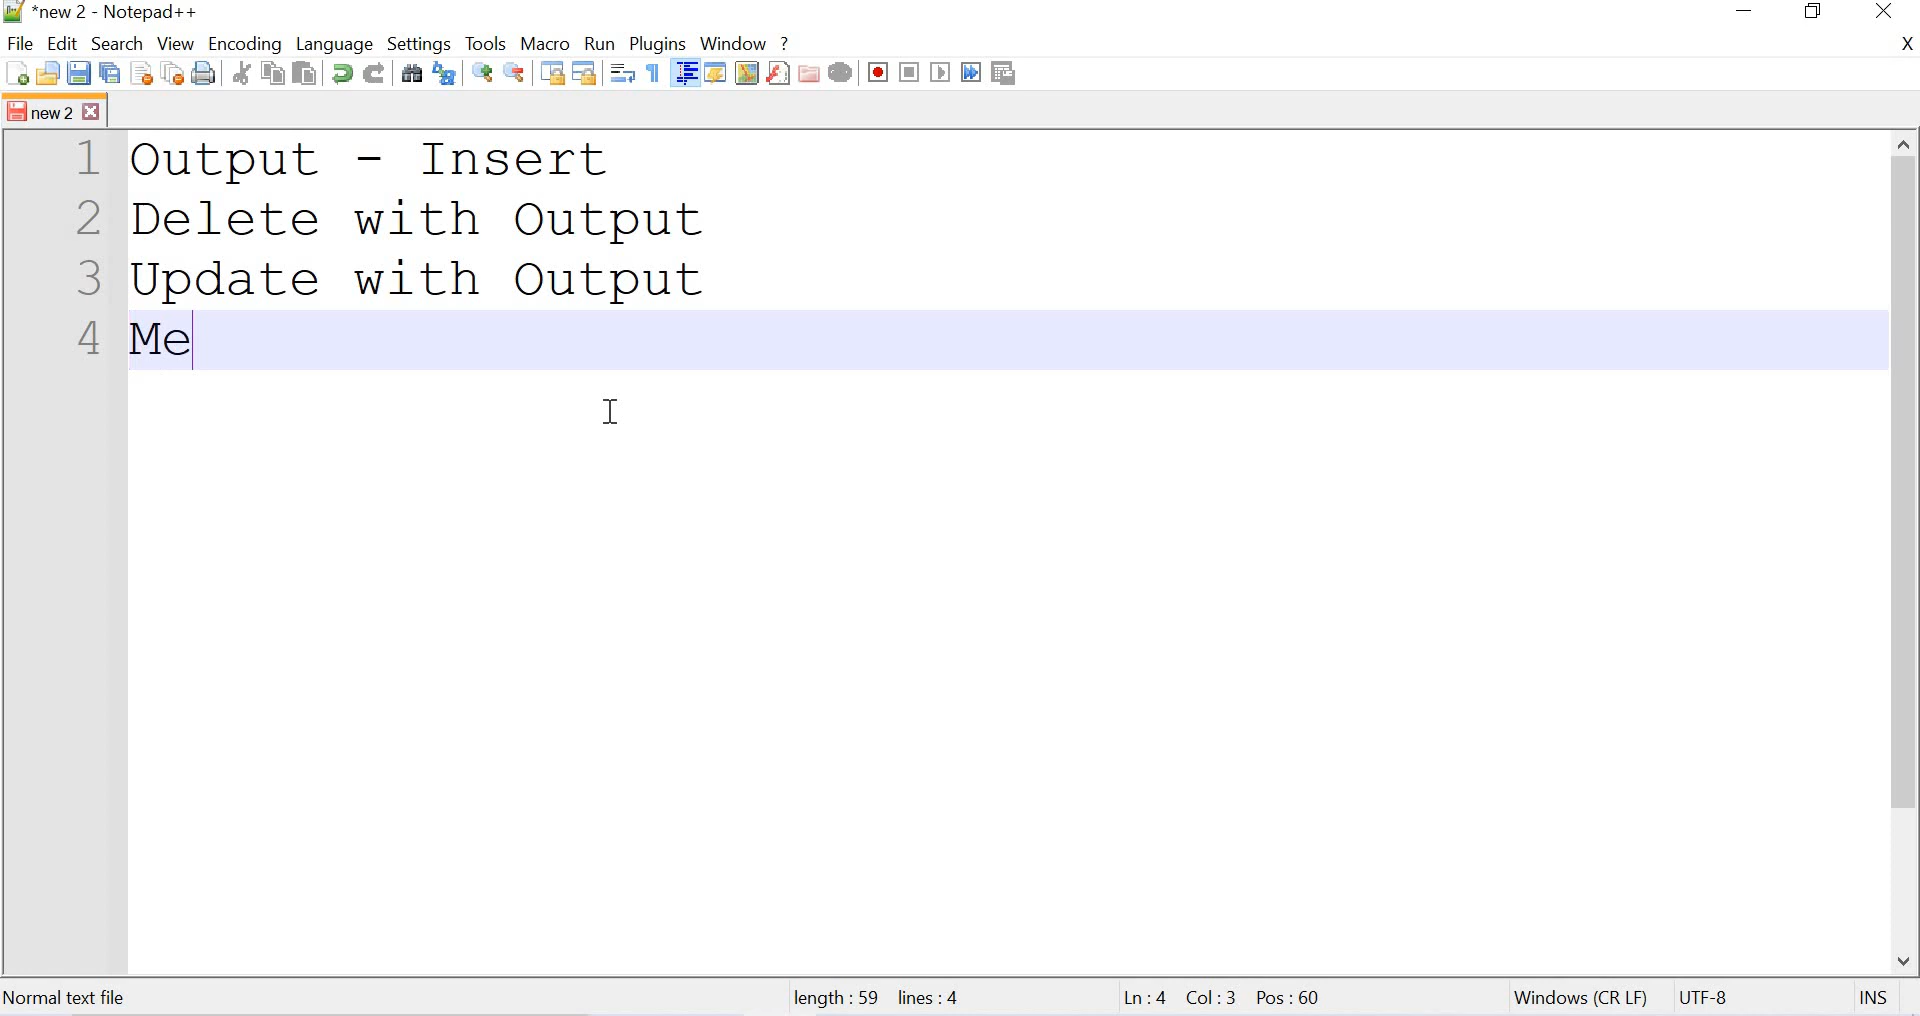 *new 2 - Notepad++
File Edit Search View Encoding Language Settings Tools Macro Run Plugins Window ? X
new 2
1 Output - Insert
2 Delete with Output
3 Update with Output
4 Me
Normal text file length : 59 lines : 4 Ln : 4 Col : 3 Pos : 60 Windows (CR LF) UTF-8 INS